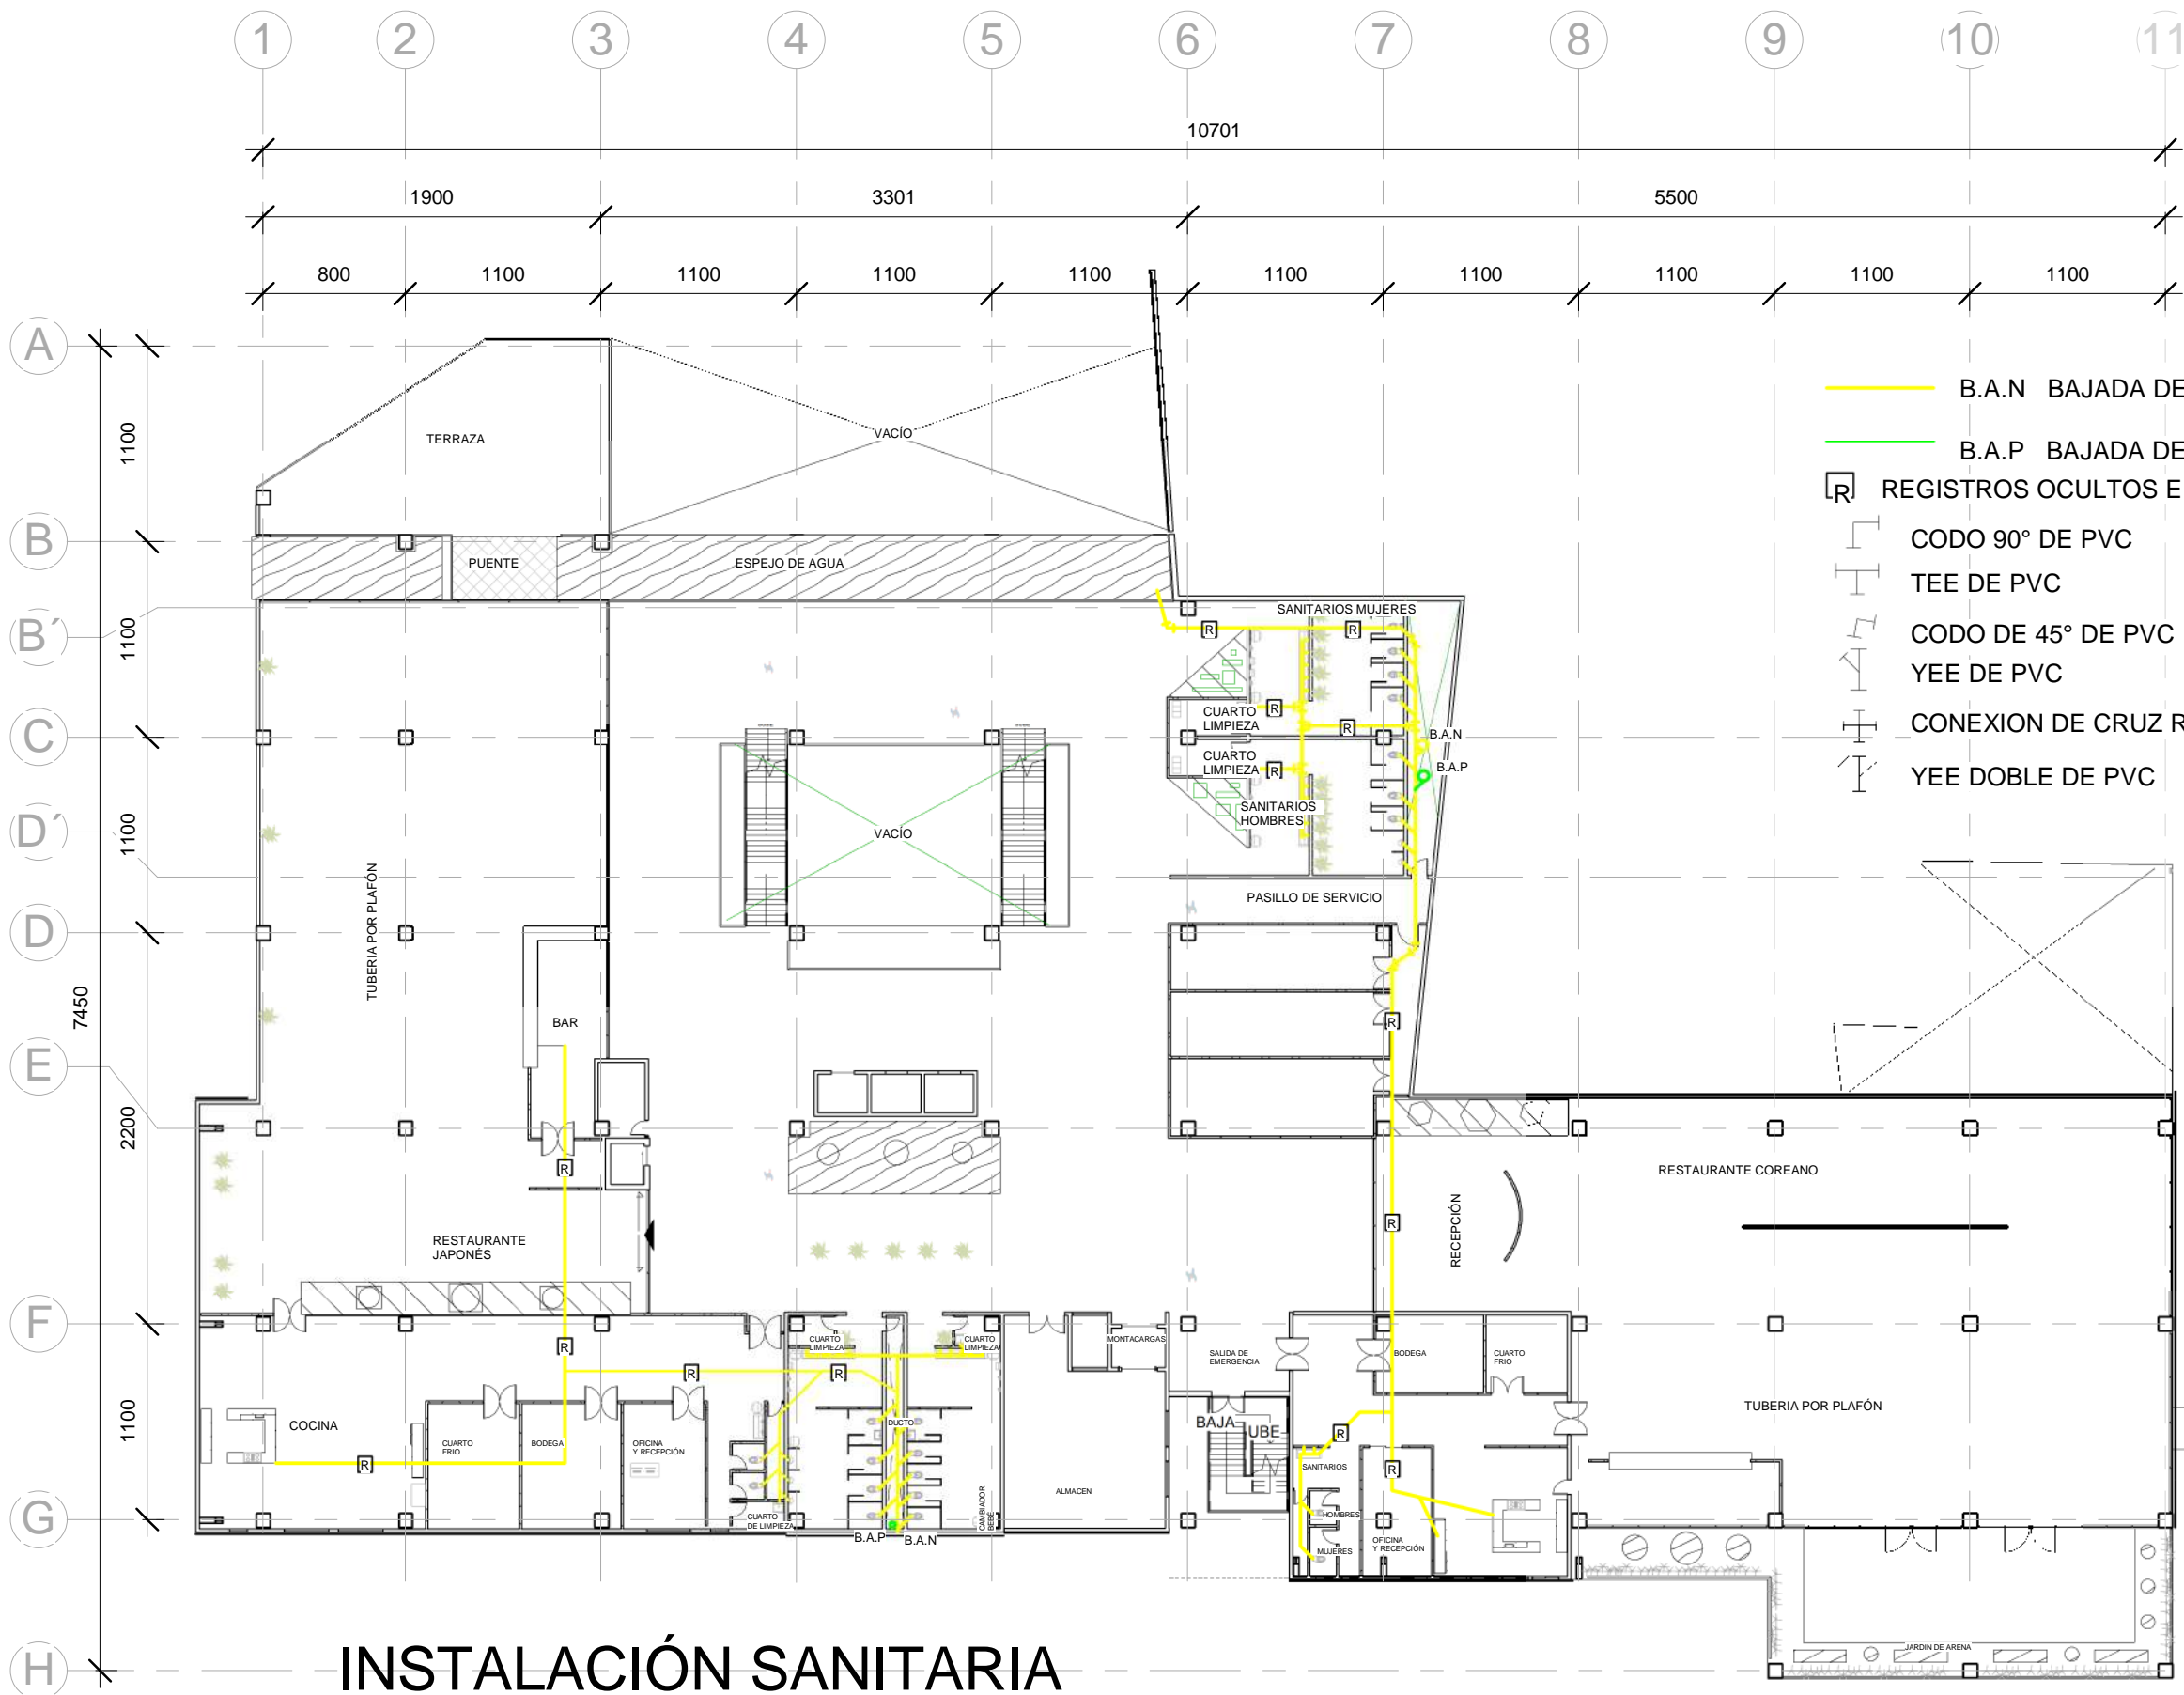 1 2 3 4 5 6 7 8 9 10 11
10701
1900 3301 5500
800 1100 1100 1100 1100 1100 1100 1100 1100 1100
A
B
B´
C
D´
D
E
F
G
H
7450
1100
1100
1100
2200
1100
B.A.N BAJADA DE
B.A.P BAJADA DE
R REGISTROS OCULTOS E
CODO 90° DE PVC
TEE DE PVC
CODO DE 45° DE PVC
YEE DE PVC
CONEXION DE CRUZ R
YEE DOBLE DE PVC
TERRAZA
VACÍO
PUENTE
ESPEJO DE AGUA
SANITARIOS MUJERES
R
R
CUARTO
LIMPIEZA
R
R
B.A.N
CUARTO
LIMPIEZA
R
B.A.P
SANITARIOS
HOMBRES
VACÍO
TUBERIA POR PLAFÓN
PASILLO DE SERVICIO
BAR
R
R
RESTAURANTE COREANO
RECEPCIÓN
R
RESTAURANTE
JAPONÉS
R
CUARTO
LIMPIEZA
CUARTO
LIMPIEZA
MONTACARGAS
SALIDA DE
EMERGENCIA
BODEGA
CUARTO
FRIO
R
R
TUBERIA POR PLAFÓN
COCINA
R
CUARTO
FRIO
BODEGA
OFICINA
Y RECEPCIÓN
DUCTO
BAJA
UBE
R
SANITARIOS
R
ALMACEN
CUARTO
DE LIMPIEZA
CAMBIADOR
BEBÉ
HOMBRES
MUJERES
OFICINA
Y RECEPCIÓN
B.A.P
B.A.N
JARDIN DE ARENA
INSTALACIÓN SANITARIA